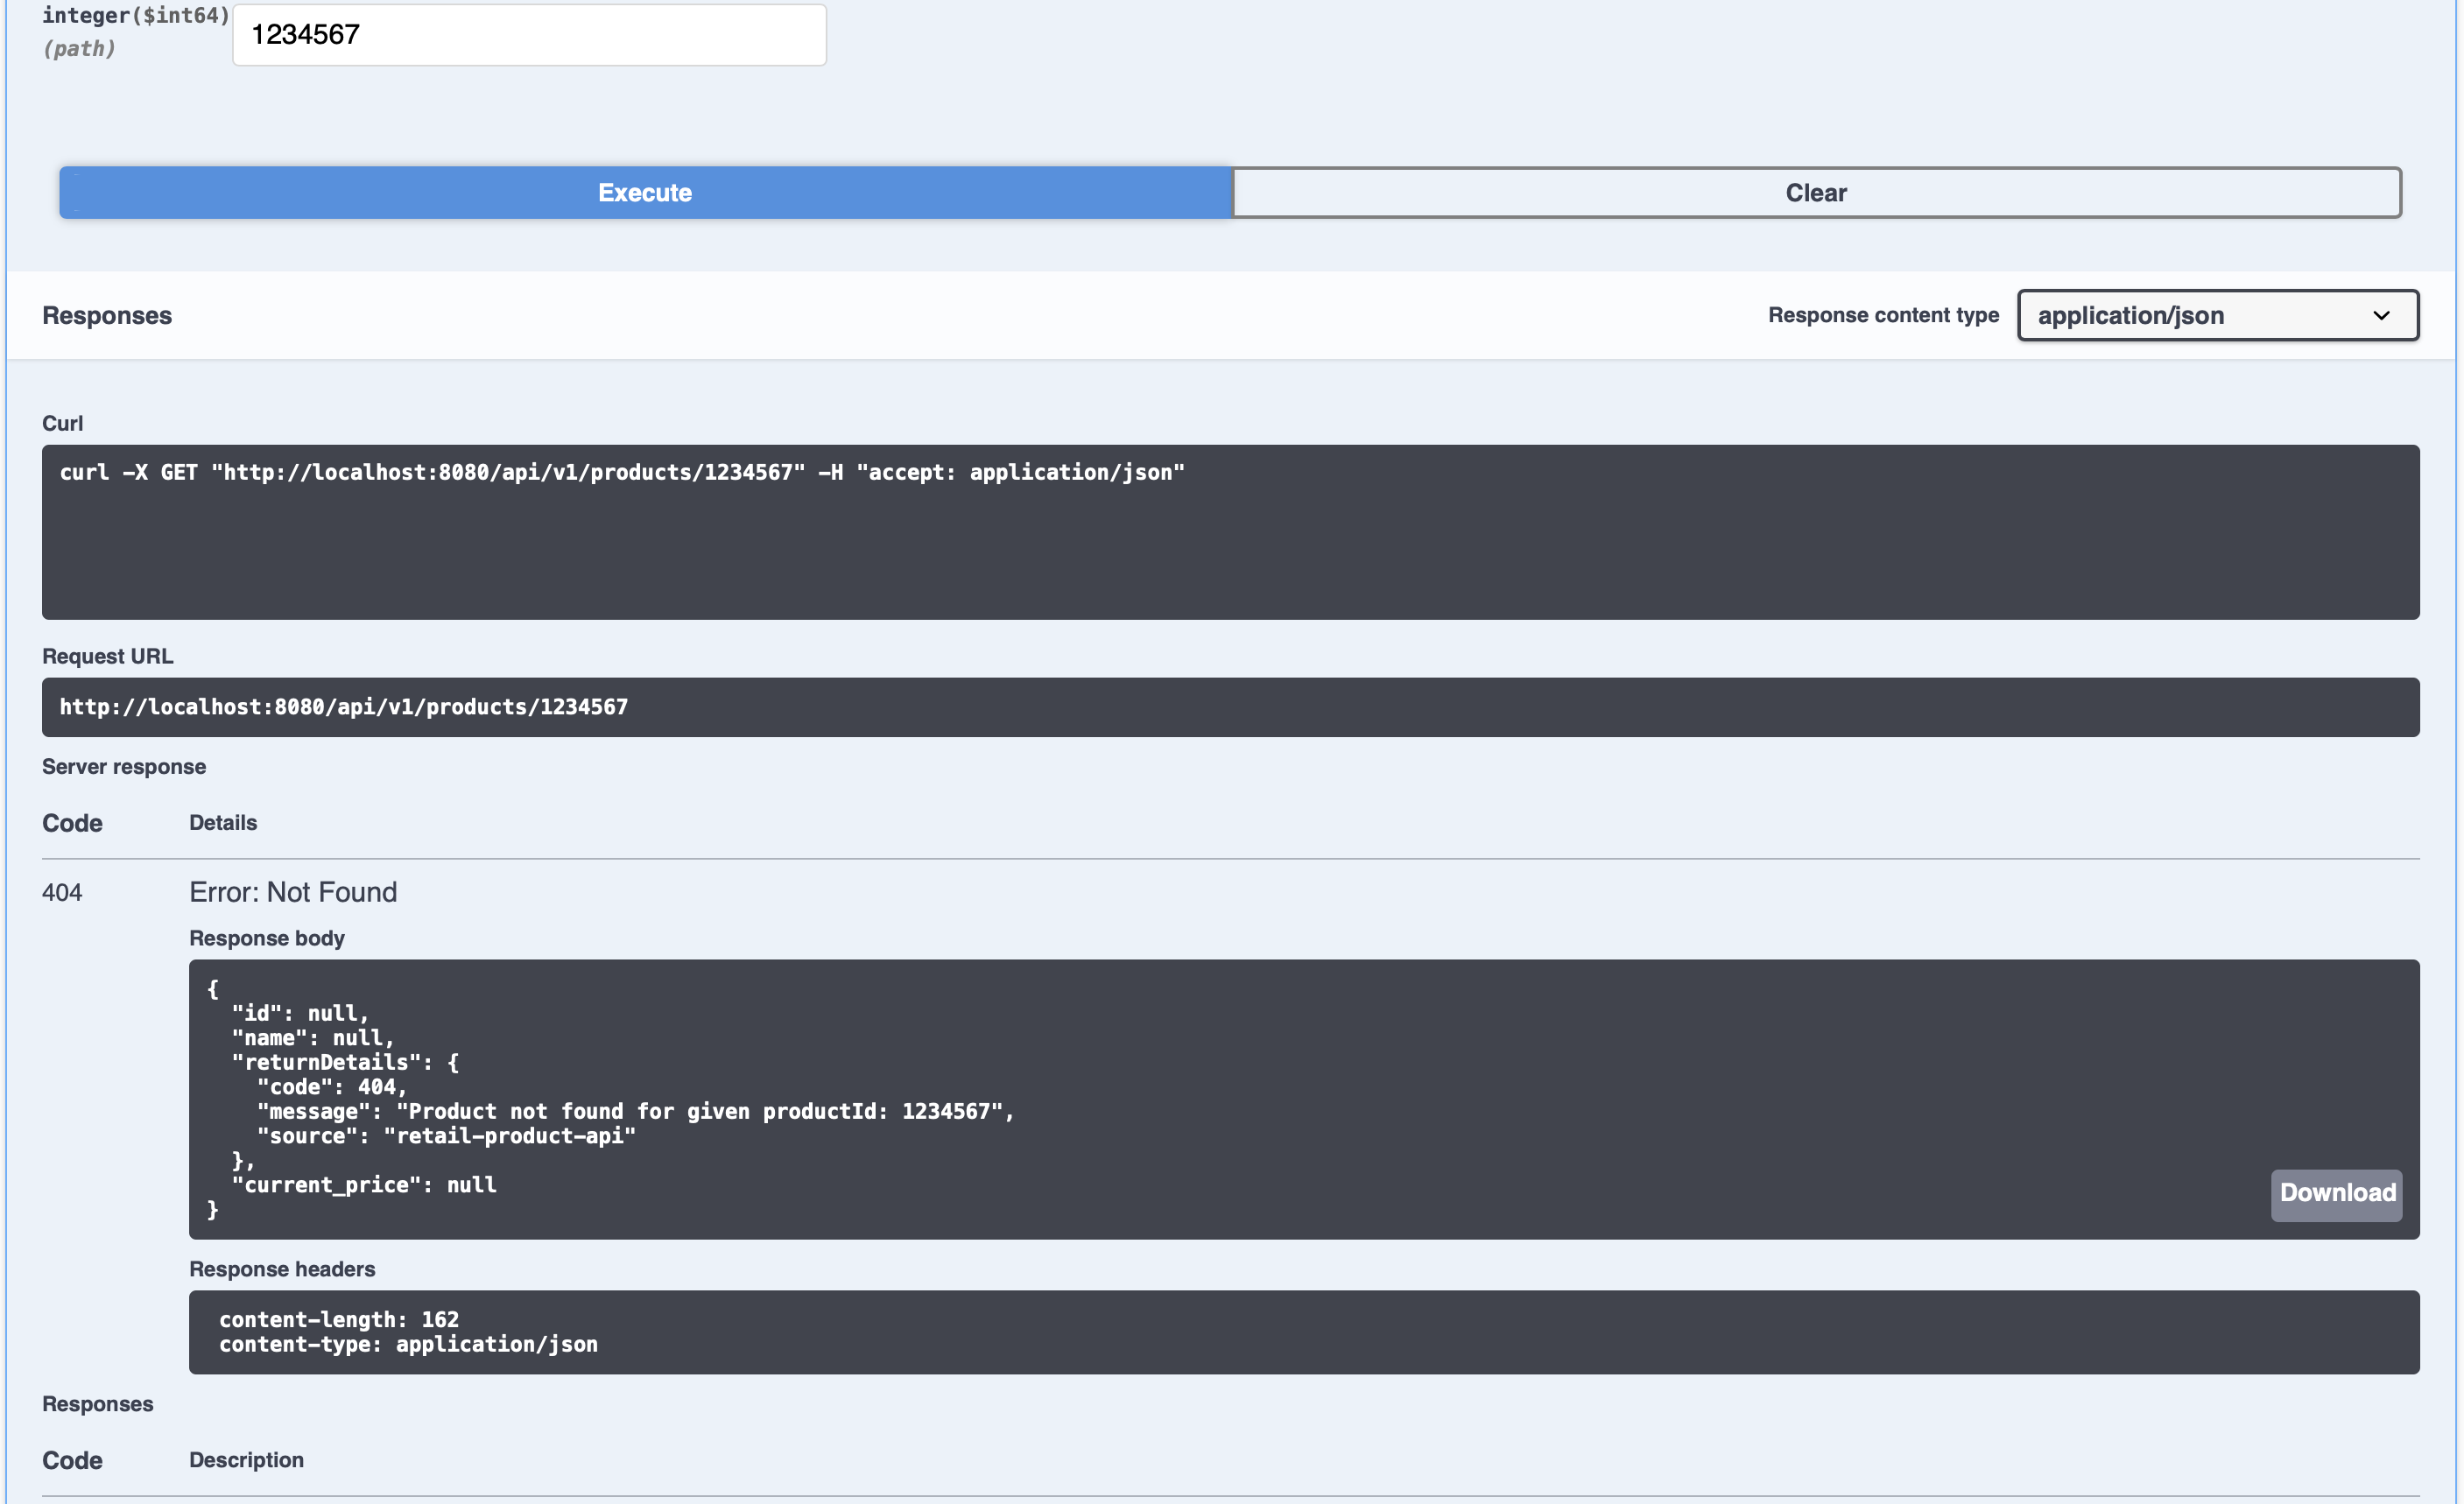 integer($int64)
(path)
1234567
Execute
Clear
Responses
Response content type
application/json
Curl
curl -X GET "http://localhost:8080/api/v1/products/1234567" -H "accept: application/json"
Request URL
http://localhost:8080/api/v1/products/1234567
Server response
Code Details
404 Error: Not Found
Response body
{
  "id": null,
  "name": null,
  "returnDetails": {
    "code": 404,
    "message": "Product not found for given productId: 1234567",
    "source": "retail-product-api"
  },
  "current_price": null
}
Download
Response headers
content-length: 162
content-type: application/json
Responses
Code Description